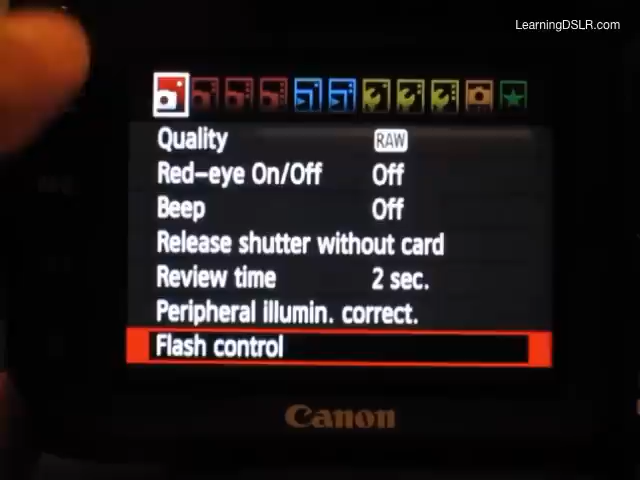 LearningDSLR.com
Quality RAW
Red-eye On/Off Off
Beep Off
Release shutter without card
Review time 2 sec.
Peripheral illumin. correct.
Flash control
Canon